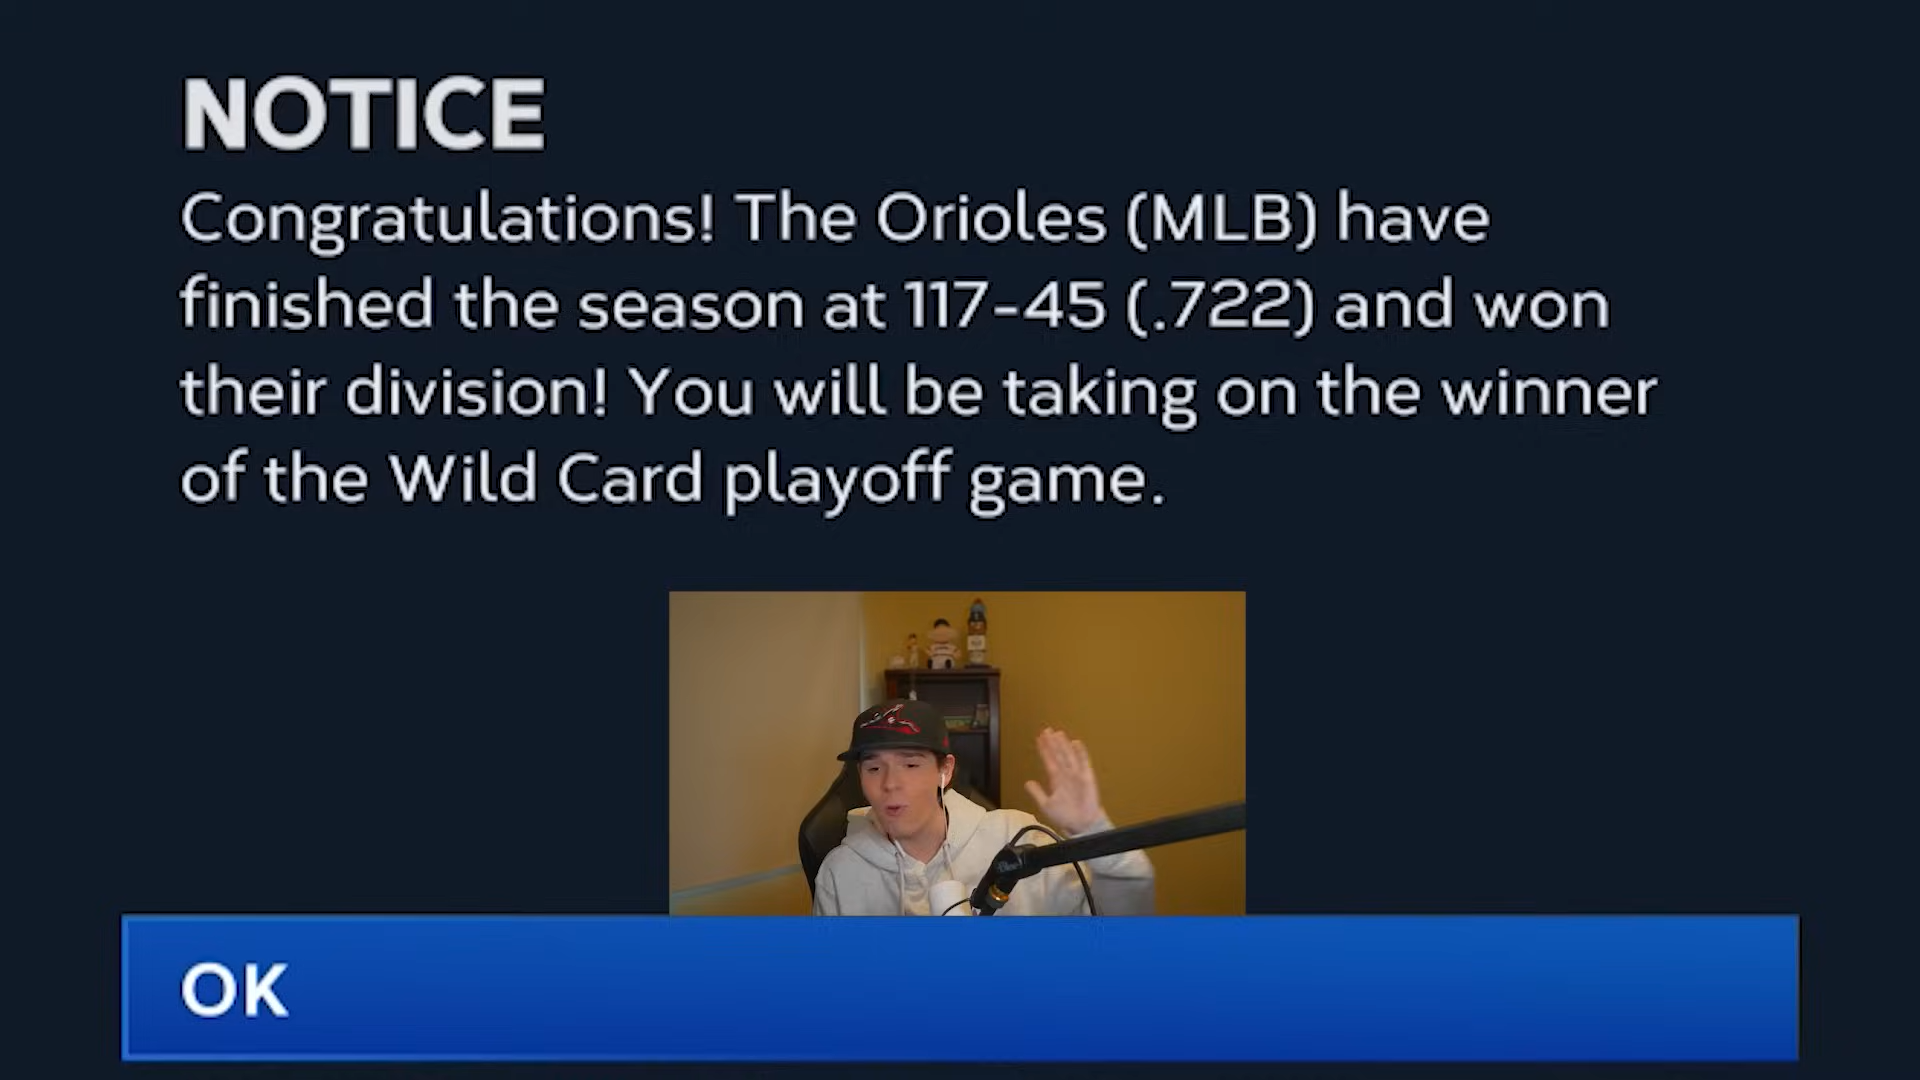 NOTICE
Congratulations! The Orioles (MLB) have
finished the season at 117-45 (.722) and won
their division! You will be taking on the winner
of the Wild Card playoff game.
OK